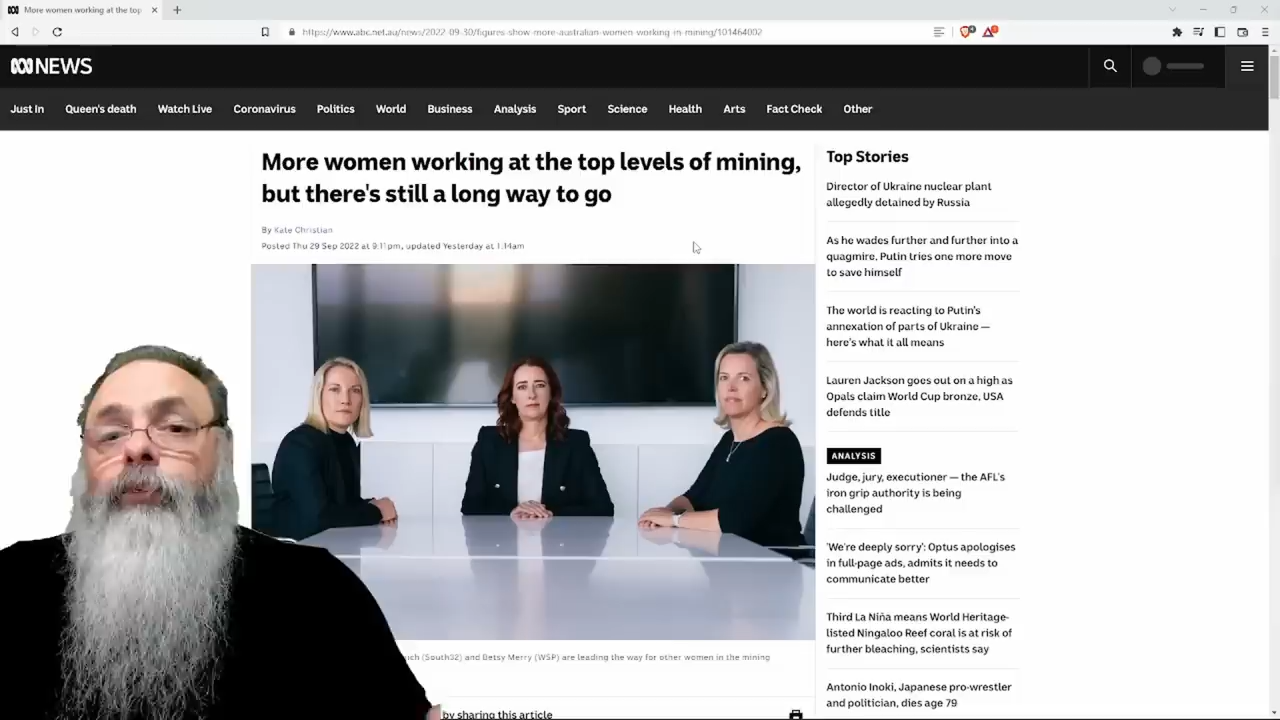 More women working at the top
https://www.abc.net.au/news/2022-09-30/figures-show-more-australian-women-working-in-mining/101464002
NEWS
Just In
Queen's death
Watch Live
Coronavirus
Politics
World
Business
Analysis
Sport
Science
Health
Arts
Fact Check
Other
More women working at the top levels of mining,
but there's still a long way to go
By Kate Christian
Posted Thu 29 Sep 2022 at 9:11pm, updated Yesterday at 1:14am
(South32) and Betsy Merry (WSP) are leading the way for other women in the mining
by sharing this article
Top Stories
Director of Ukraine nuclear plant
allegedly detained by Russia
As he wades further and further into a
quagmire, Putin tries one more move
to save himself
The world is reacting to Putin's
annexation of parts of Ukraine —
here's what it all means
Lauren Jackson goes out on a high as
Opals claim World Cup bronze, USA
defends title
ANALYSIS
Judge, jury, executioner — the AFL's
iron grip authority is being
challenged
'We're deeply sorry': Optus apologises
in full-page ads, admits it needs to
communicate better
Third La Niña means World Heritage-
listed Ningaloo Reef coral is at risk of
further bleaching, scientists say
Antonio Inoki, Japanese pro-wrestler
and politician, dies age 79